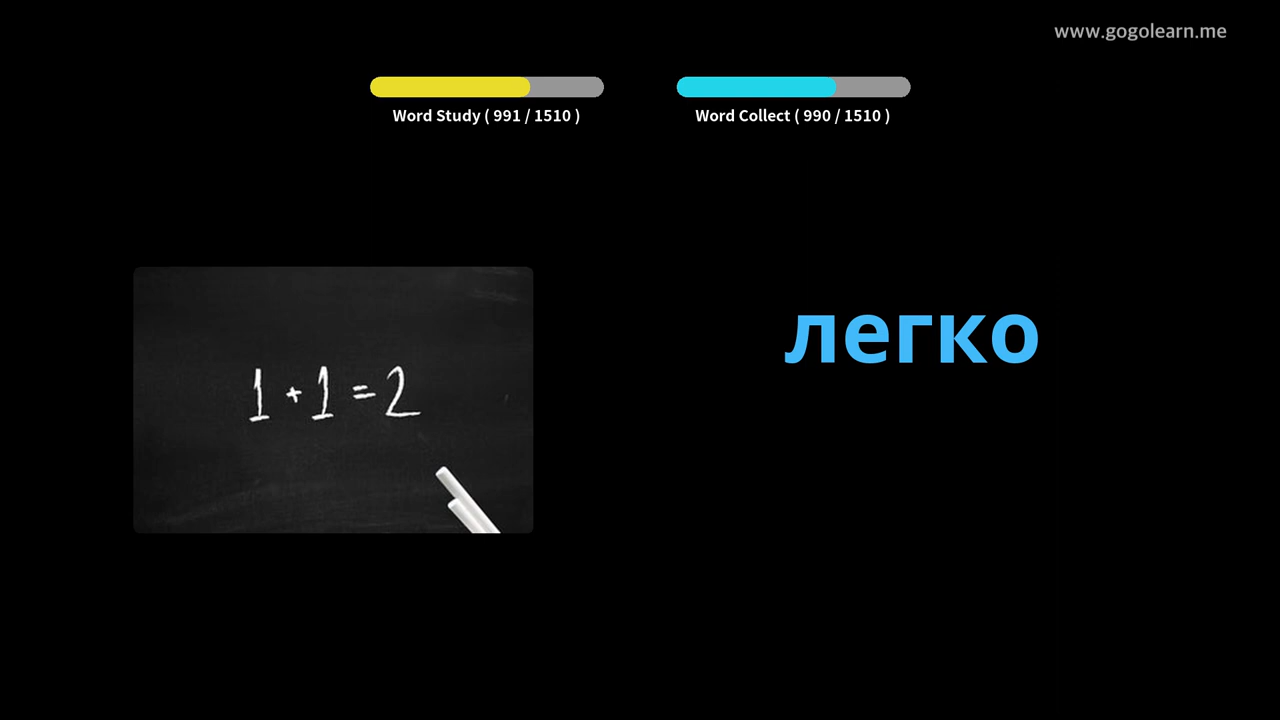 www.gogolearn.me
Word Study ( 991 / 1510 )
Word Collect ( 990 / 1510 )
легко
1 + 1 = 2